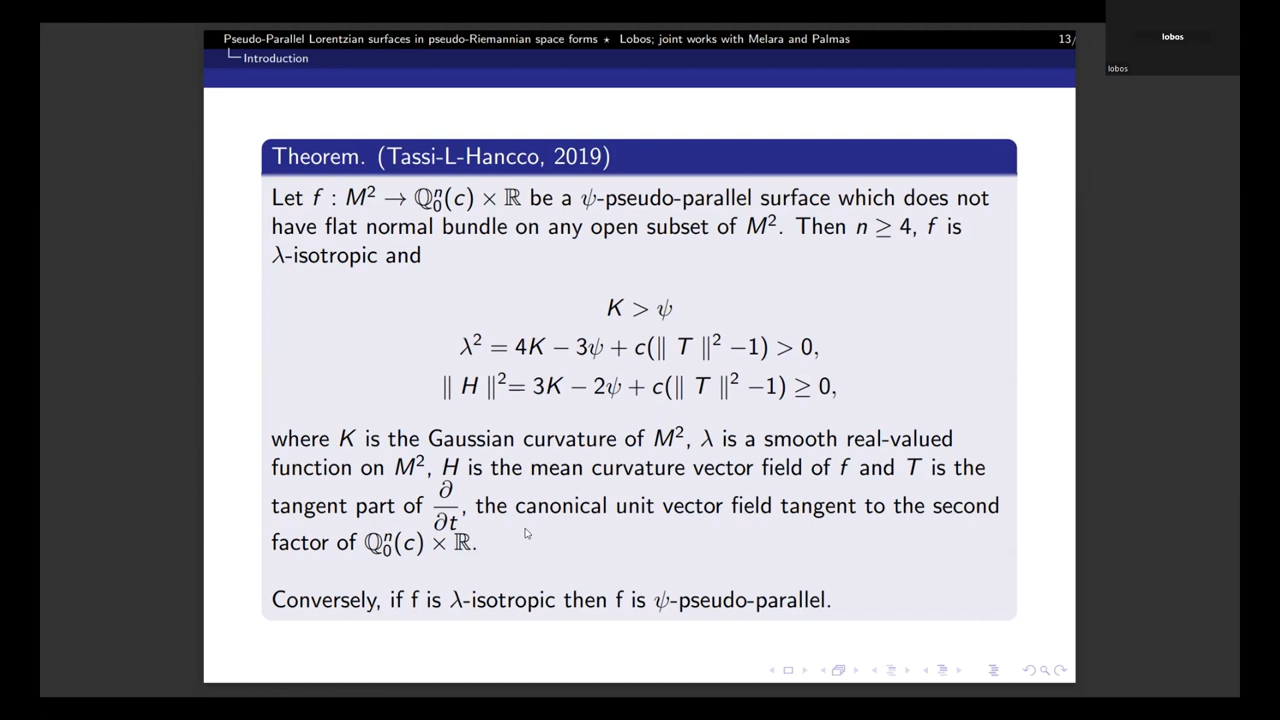 Pseudo-Parallel Lorentzian surfaces in pseudo-Riemannian space forms ⋆ Lobos; joint works with Melara and Palmas 13/
Introduction
lobos
lobos
Theorem. (Tassi-L-Hancco, 2019)
Let f : M² → ℚ₀ⁿ(c) × ℝ be a ψ-pseudo-parallel surface which does not
have flat normal bundle on any open subset of M². Then n ≥ 4, f is
λ-isotropic and
K > ψ
λ² = 4K − 3ψ + c(∥ T ∥² −1) > 0,
∥ H ∥²= 3K − 2ψ + c(∥ T ∥² −1) ≥ 0,
where K is the Gaussian curvature of M², λ is a smooth real-valued
function on M², H is the mean curvature vector field of f and T is the
tangent part of ∂/∂t, the canonical unit vector field tangent to the second
factor of ℚ₀ⁿ(c) × ℝ.
Conversely, if f is λ-isotropic then f is ψ-pseudo-parallel.